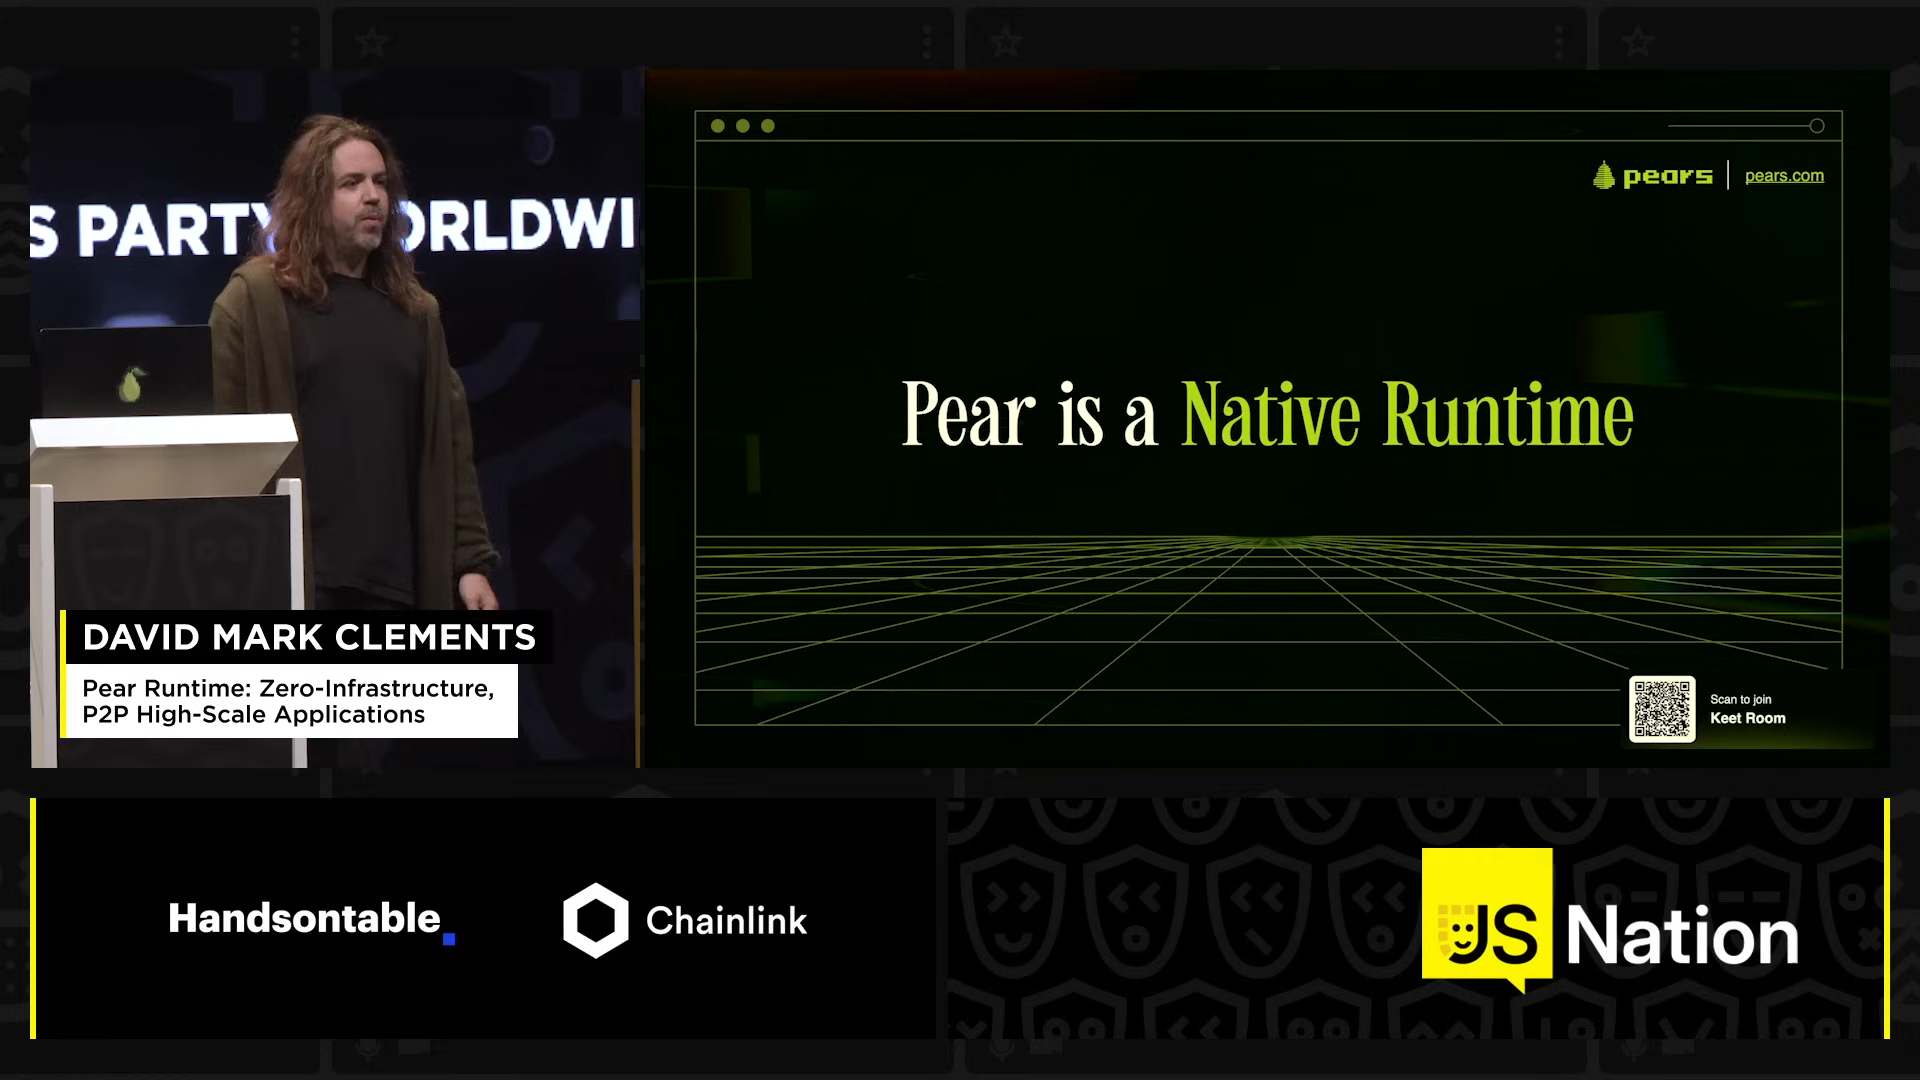 S PARTY WORLDWI
DAVID MARK CLEMENTS
Pear Runtime: Zero-Infrastructure,
P2P High-Scale Applications
pears | pears.com
Pear is a Native Runtime
Scan to join
Keet Room
Handsontable
Chainlink
JS Nation